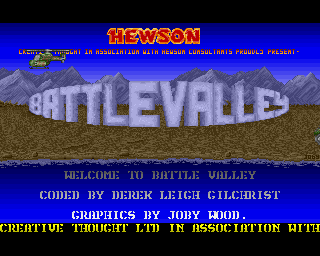 HEWSON
CREATIVE THOUGHT IN ASSOCIATION WITH HEWSON CONSULTANTS PROUDLY PRESENT-
BATTLEVALLEY
WELCOME TO BATTLE VALLEY
CODED BY DEREK LEIGH GILCHRIST
GRAPHICS BY JOBY WOOD.
CREATIVE THOUGHT LTD IN ASSOCIATION WITH